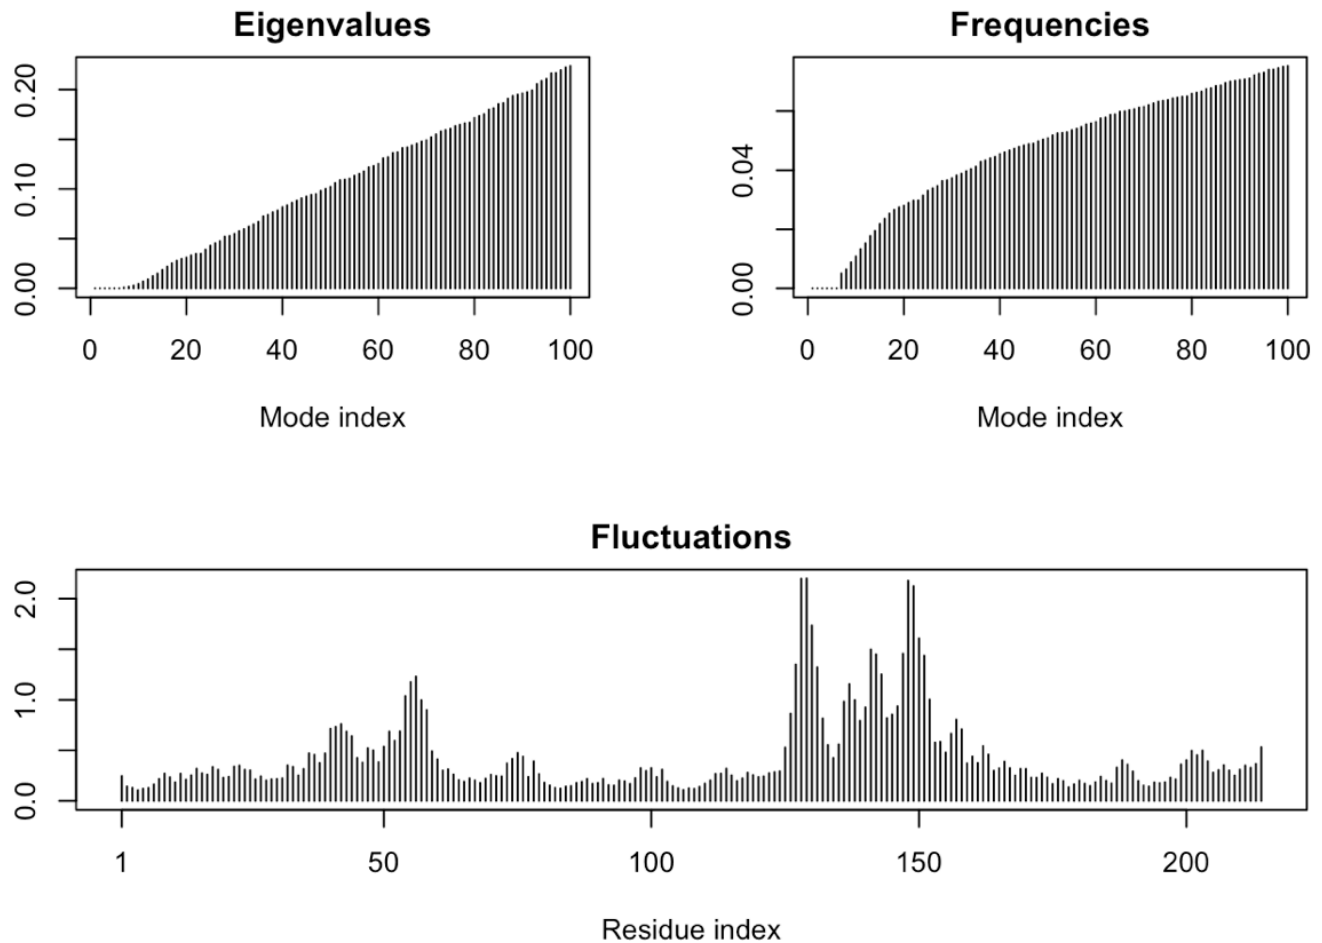 Eigenvalues
0.20
0.10
0.00
0 20 40 60 80 100
Mode index
Frequencies
0.04
0.00
0 20 40 60 80 100
Mode index
Fluctuations
2.0
1.0
0.0
1 50 100 150 200
Residue index